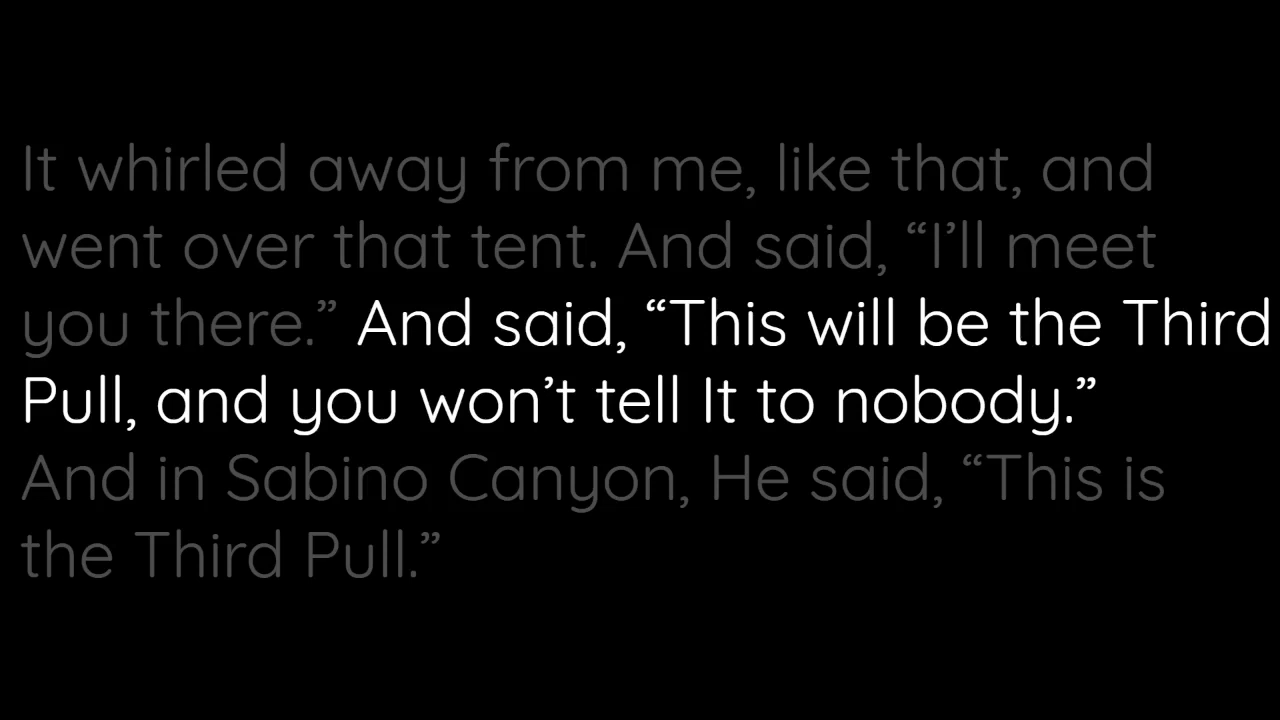 It whirled away from me, like that, and
went over that tent. And said, “I’ll meet
you there.” And said, “This will be the Third
Pull, and you won’t tell It to nobody.”
And in Sabino Canyon, He said, “This is
the Third Pull.”